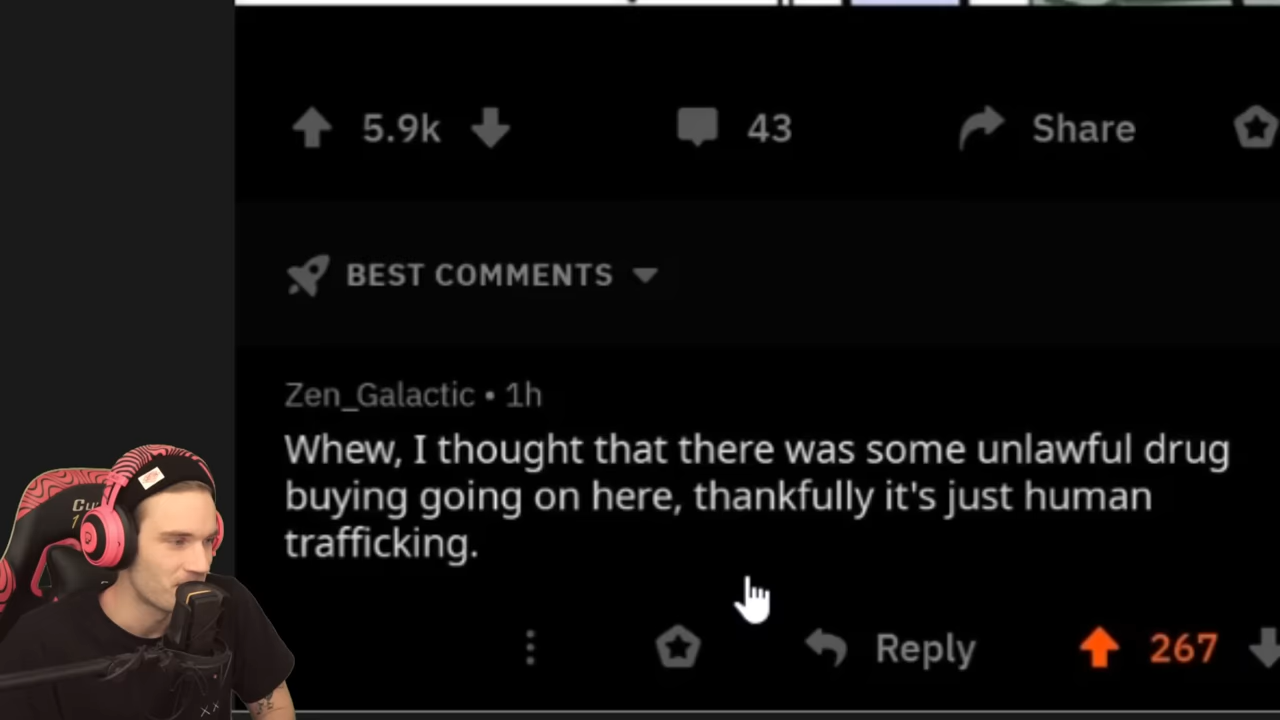 5.9k 43 Share
BEST COMMENTS
Zen_Galactic • 1h
Whew, I thought that there was some unlawful drug
buying going on here, thankfully it's just human
trafficking.
Reply 267